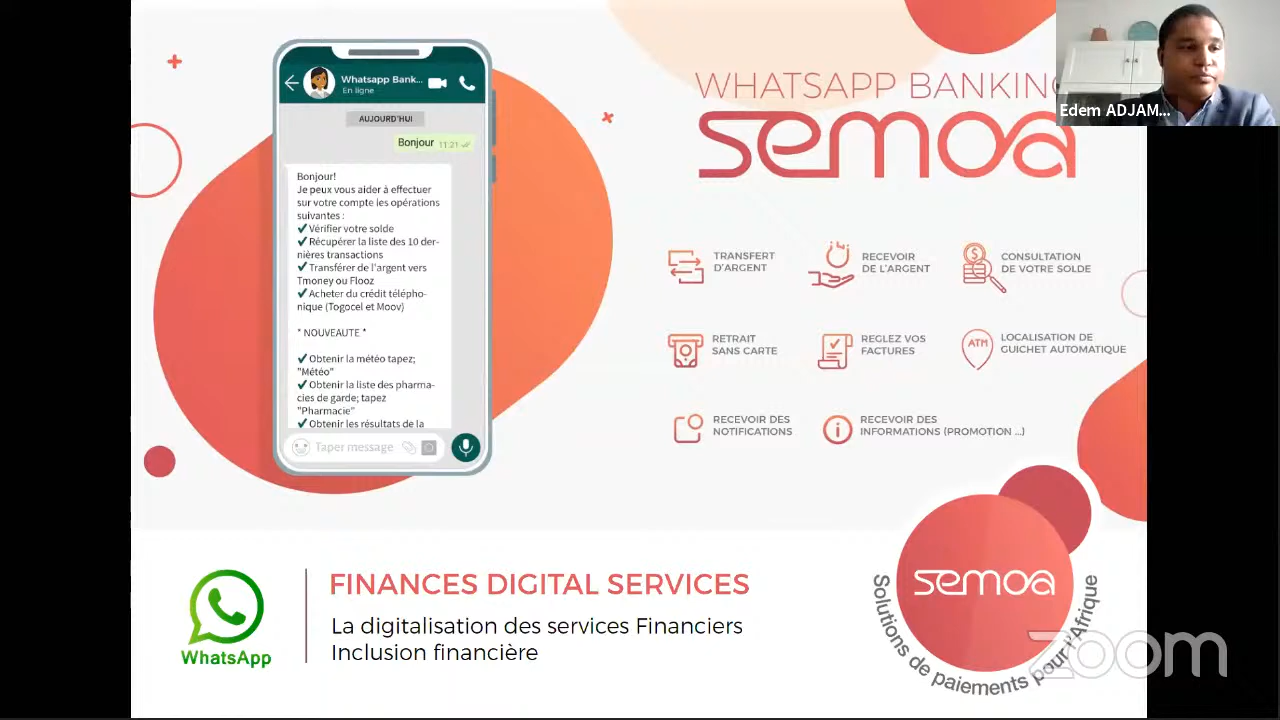 Whatsapp Bank...
En ligne
AUJOURD'HUI
Bonjour 11:21
Bonjour!
Je peux vous aider à effectuer
sur votre compte les opérations
suivantes :
✔ Vérifier votre solde
✔ Récupérer la liste des 10 der-
nières transactions
✔ Transférer de l'argent vers
Tmoney ou Flooz
✔ Acheter du crédit télépho-
nique (Togocel et Moov)
* NOUVEAUTE *
✔ Obtenir la météo tapez;
"Météo"
✔ Obtenir la liste des pharma-
cies de garde; tapez
"Pharmacie"
✔ Obtenir les résultats de la
Taper message
WHATSAPP BANKING
semoa
Edem ADJAM...
TRANSFERT
D'ARGENT
RECEVOIR
DE L'ARGENT
CONSULTATION
DE VOTRE SOLDE
RETRAIT
SANS CARTE
REGLEZ VOS
FACTURES
ATM
LOCALISATION DE
GUICHET AUTOMATIQUE
RECEVOIR DES
NOTIFICATIONS
RECEVOIR DES
INFORMATIONS (PROMOTION ...)
WhatsApp
FINANCES DIGITAL SERVICES
La digitalisation des services Financiers
Inclusion financière
semoa
Solutions de paiements pour l'Afrique
zoom